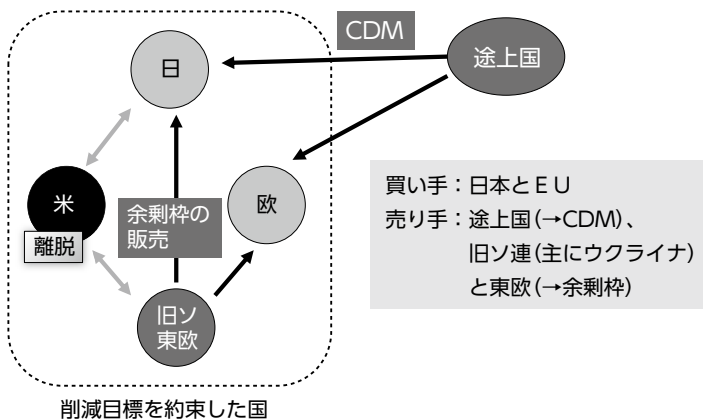 CDM
途上国
日
米
離脱
余剰枠の
販売
欧
旧ソ
東欧
買い手：日本とＥＵ
売り手：途上国(→CDM)、
旧ソ連(主にウクライナ)
と東欧(→余剰枠)
削減目標を約束した国